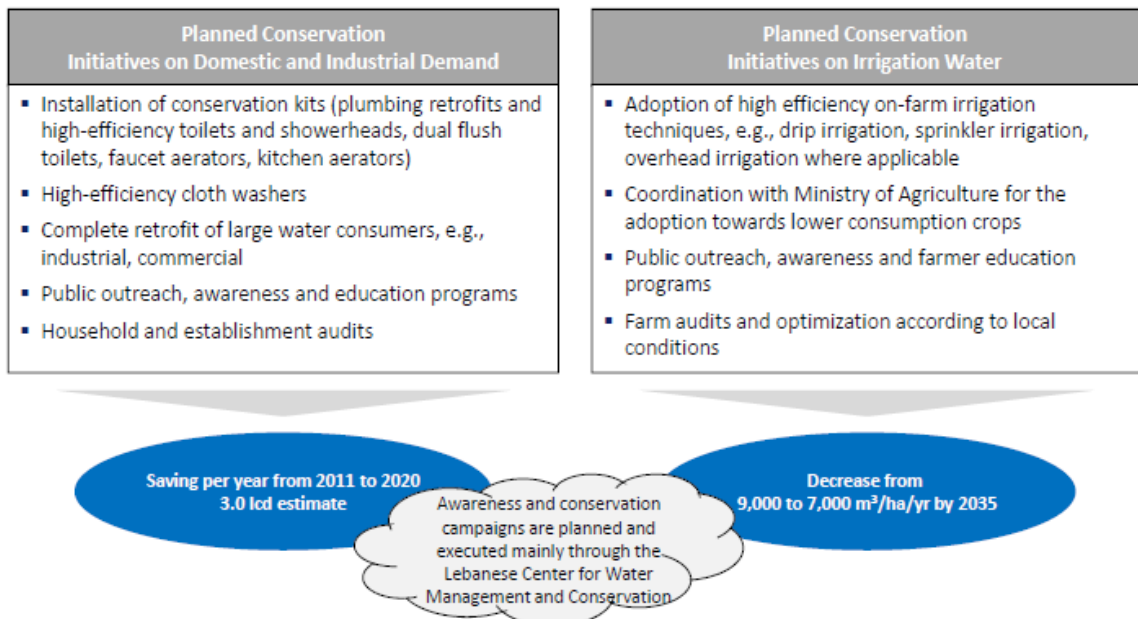 Planned Conservation
Initiatives on Domestic and Industrial Demand
▪ Installation of conservation kits (plumbing retrofits and
high-efficiency toilets and showerheads, dual flush
toilets, faucet aerators, kitchen aerators)
▪ High-efficiency cloth washers
▪ Complete retrofit of large water consumers, e.g.,
industrial, commercial
▪ Public outreach, awareness and education programs
▪ Household and establishment audits
Planned Conservation
Initiatives on Irrigation Water
▪ Adoption of high efficiency on-farm irrigation
techniques, e.g., drip irrigation, sprinkler irrigation,
overhead irrigation where applicable
▪ Coordination with Ministry of Agriculture for the
adoption towards lower consumption crops
▪ Public outreach, awareness and farmer education
programs
▪ Farm audits and optimization according to local
conditions
Saving per year from 2011 to 2020
3.0 lcd estimate
Decrease from
9,000 to 7,000 m³/ha/yr by 2035
Awareness and conservation
campaigns are planned and
executed mainly through the
Lebanese Center for Water
Management and Conservation